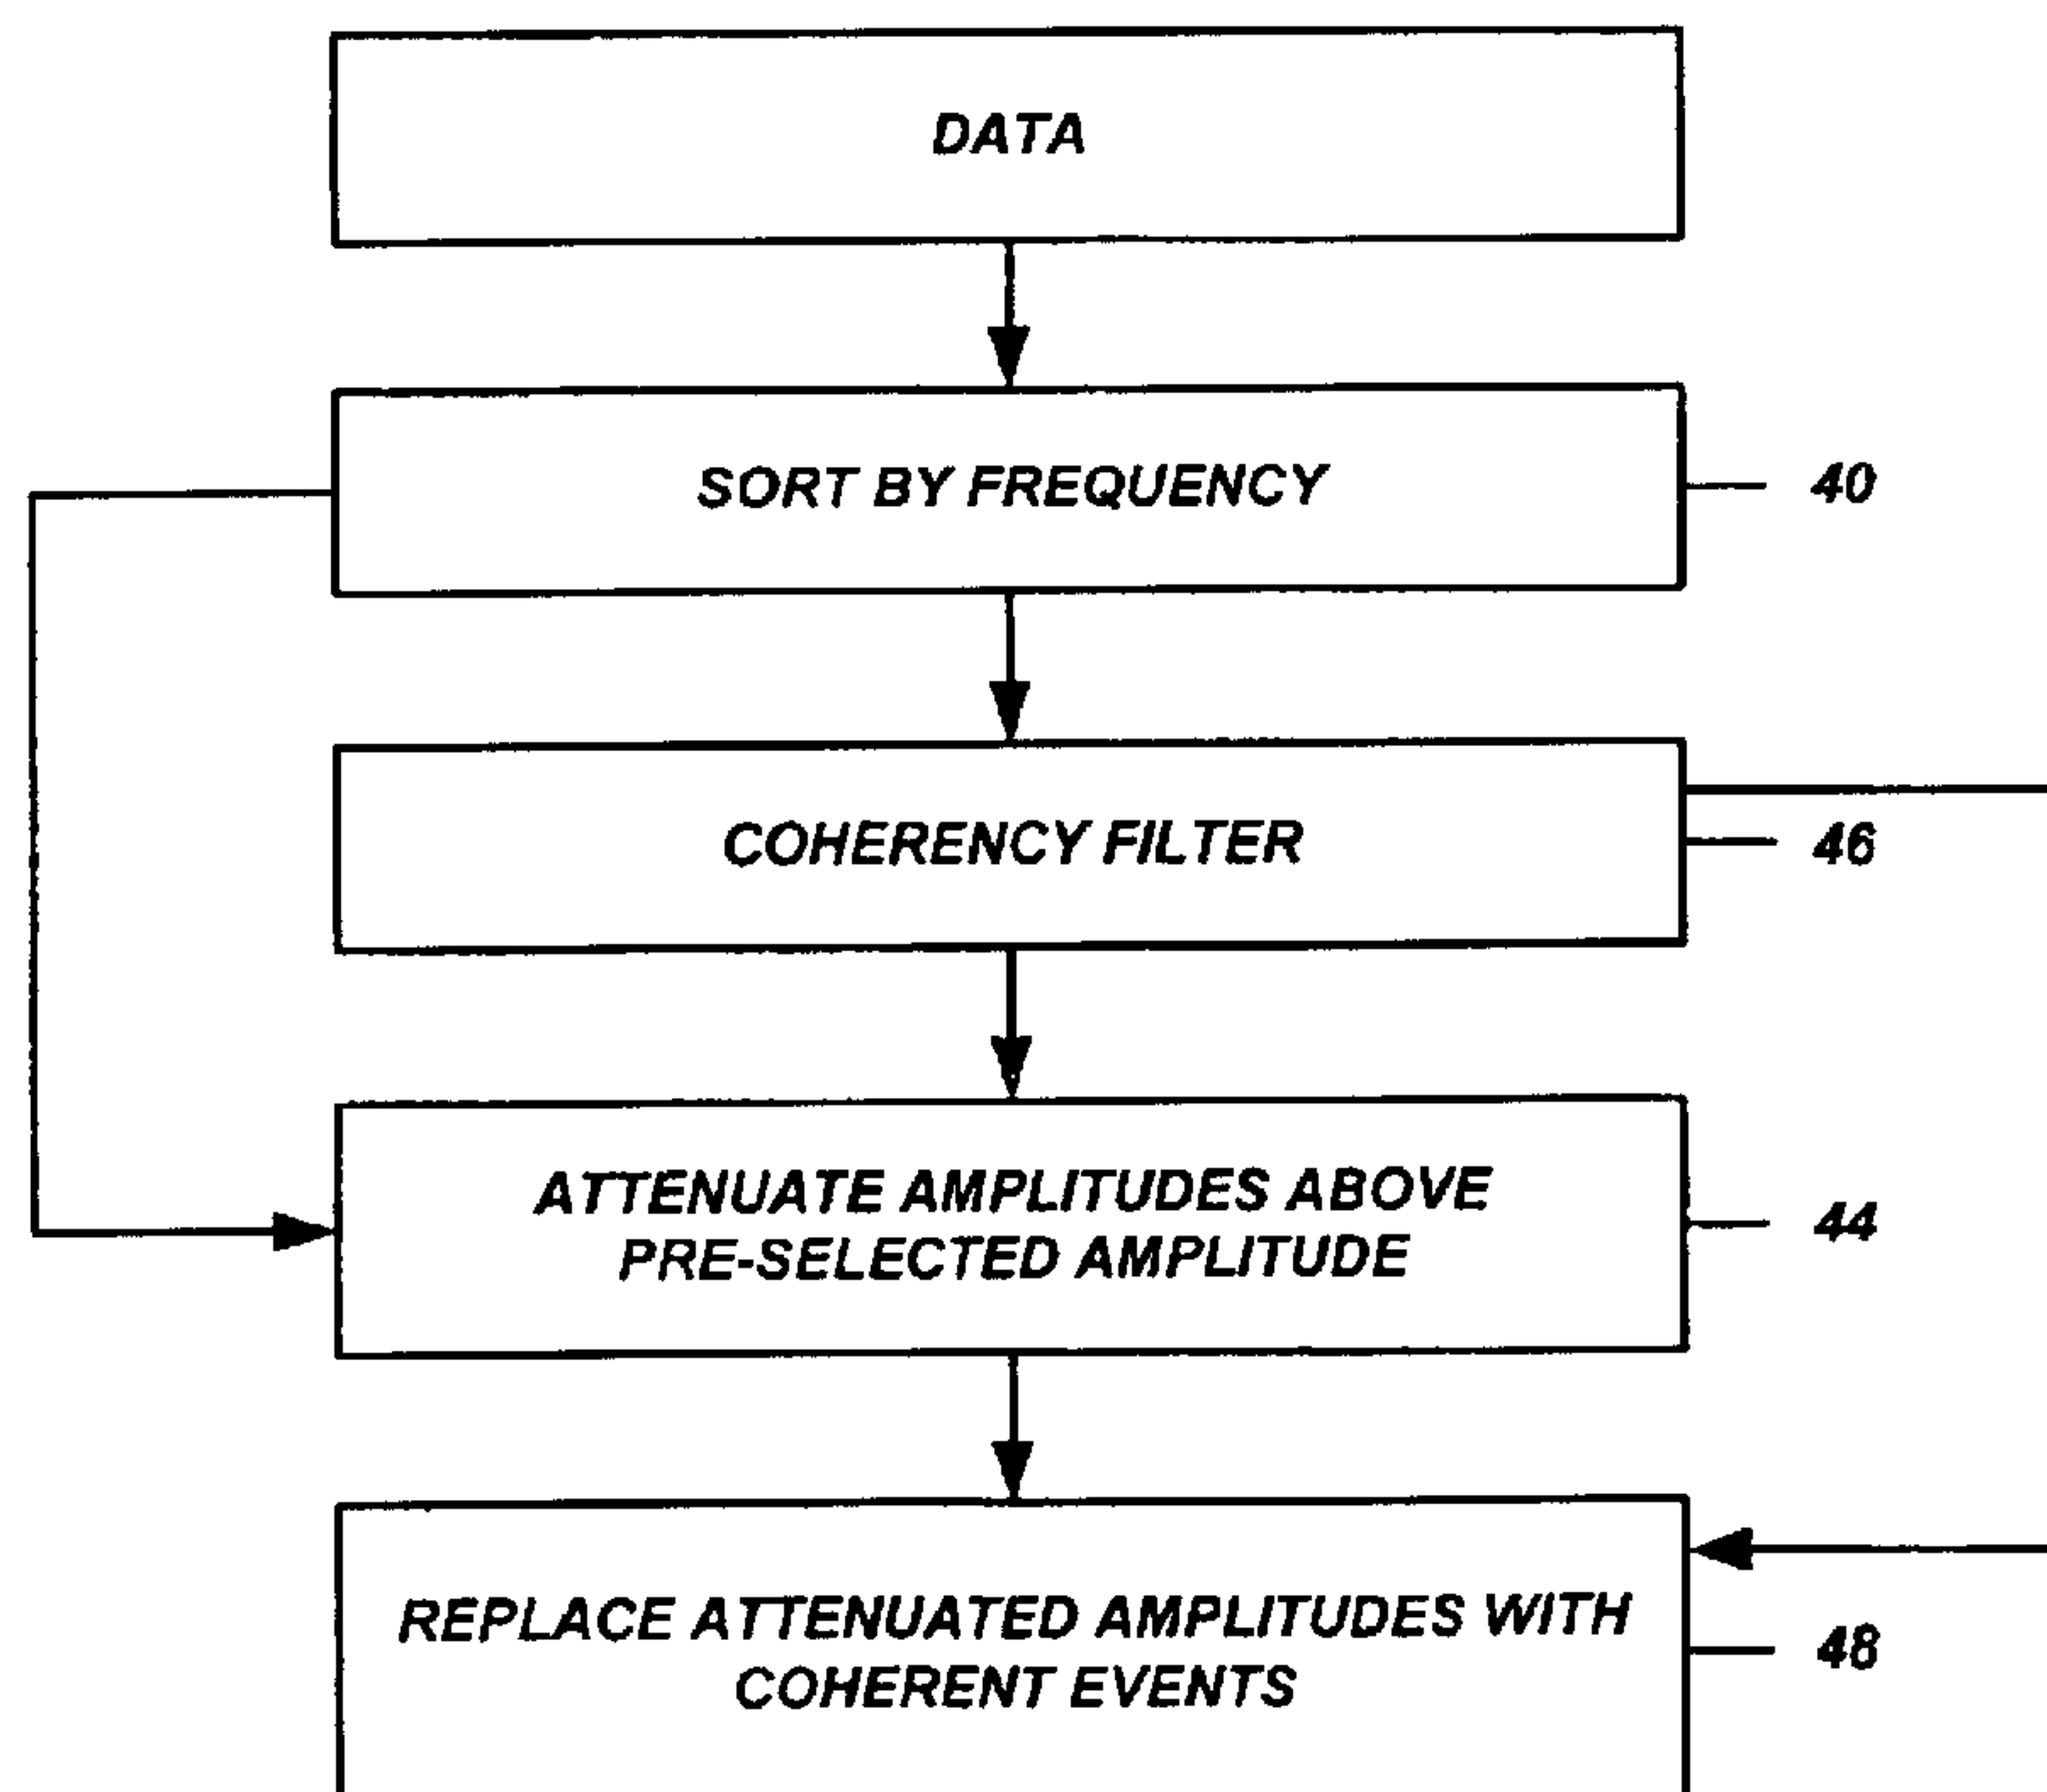 DATA
SORT BY FREQUENCY
40
COHERENCY FILTER
46
ATTENUATE AMPLITUDES ABOVE
PRE-SELECTED AMPLITUDE
44
REPLACE ATTENUATED AMPLITUDES WITH
COHERENT EVENTS
48